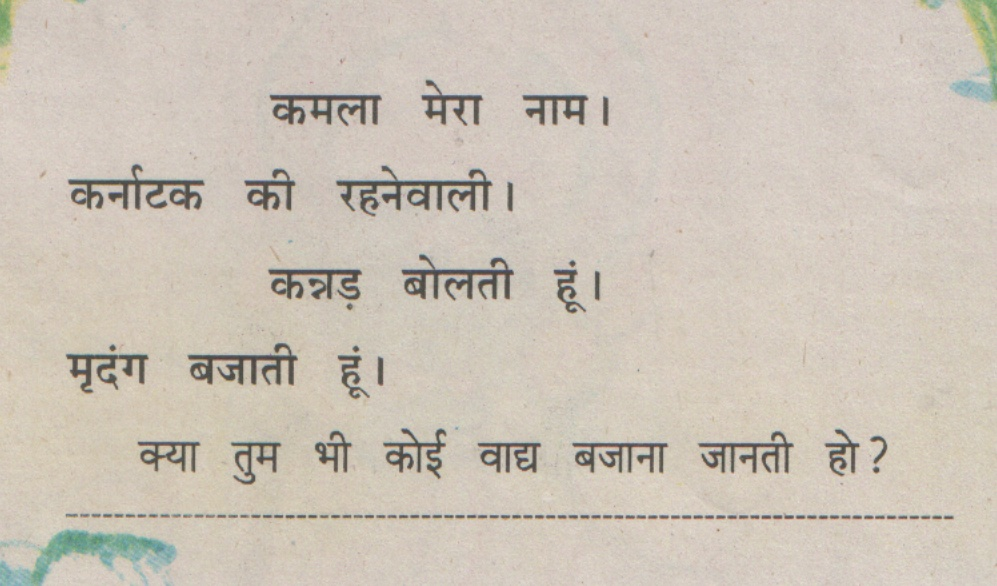 कमला मेरा नाम।
कर्नाटक की रहनेवाली।
कन्नड़ बोलती हूं।
मृदंग बजाती हूं।
क्या तुम भी कोई वाद्य बजाना जानती हो?